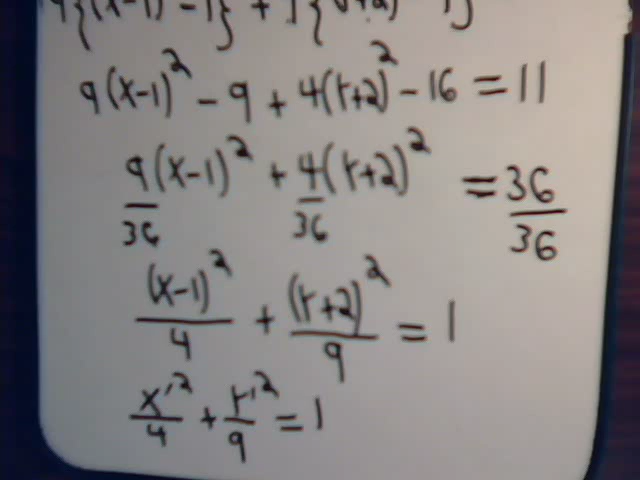 9(x-1)² - 9 + 4(r+2)² - 16 = 11
9/36 (x-1)² + 4/36 (r+2)² = 36/36
(x-1)²/4 + (r+2)²/9 = 1
x'²/4 + r'²/9 = 1